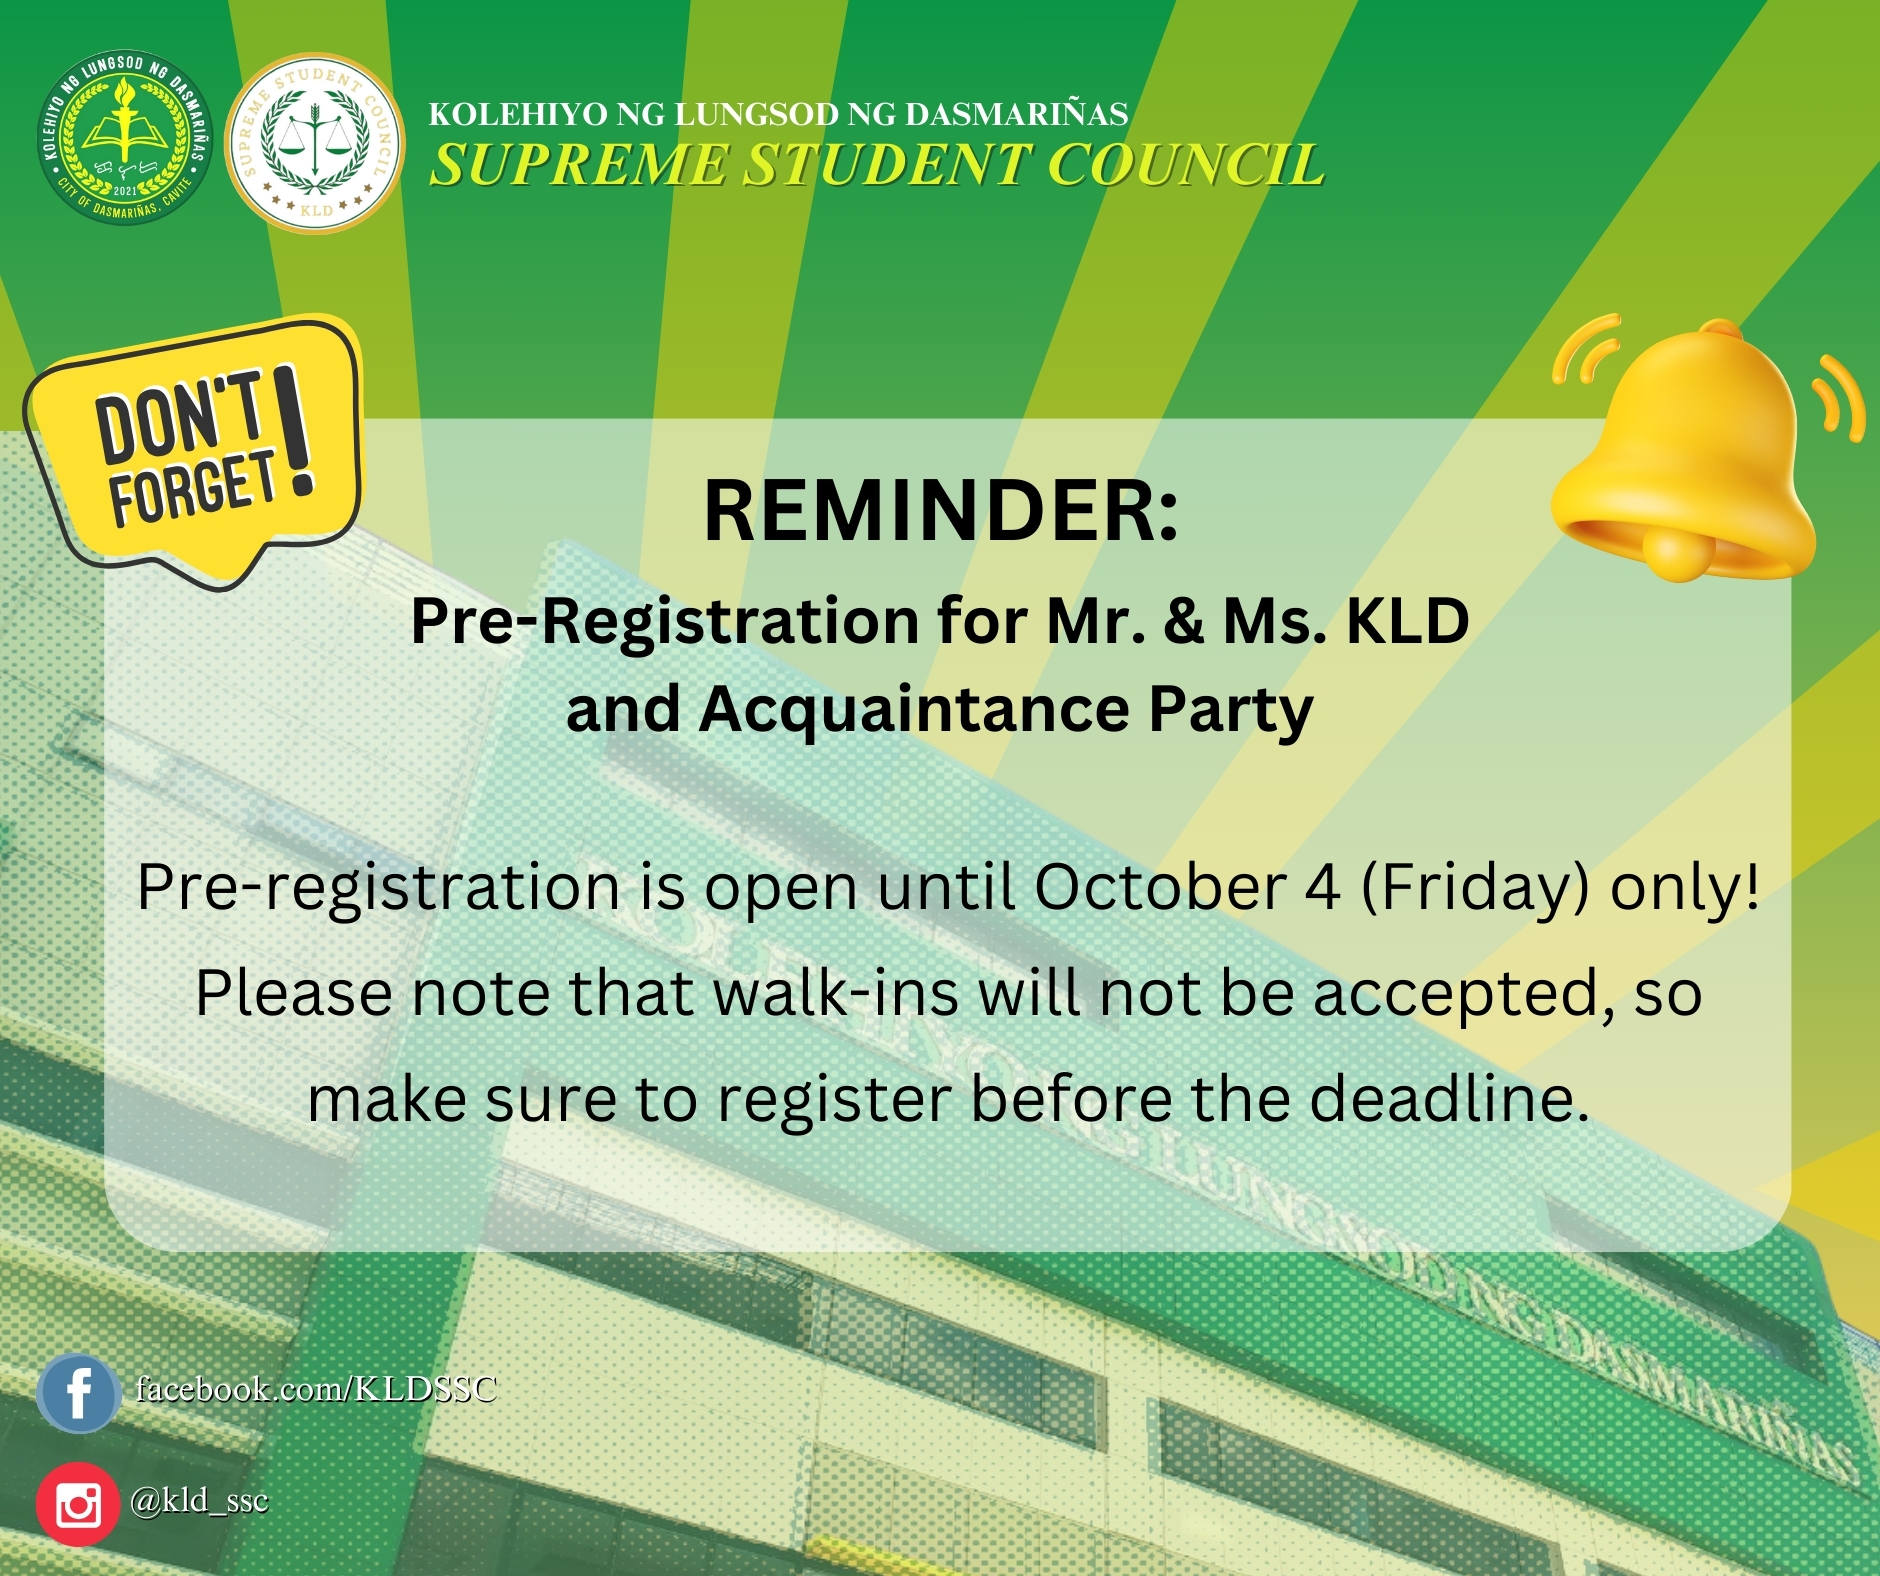 KOLEHIYO NG LUNGSOD NG DASMARIÑAS
• CITY OF DASMARIÑAS, CAVITE •
2021
SUPREME STUDENT COUNCIL
KLD
KOLEHIYO NG LUNGSOD NG DASMARIÑAS
SUPREME STUDENT COUNCIL
DON'T
FORGET!
REMINDER:
Pre-Registration for Mr. & Ms. KLD
and Acquaintance Party
Pre-registration is open until October 4 (Friday) only!
Please note that walk-ins will not be accepted, so
make sure to register before the deadline.
KOLEHIYO NG LUNGSOD NG DASMARIÑAS
facebook.com/KLDSSC
@kld_ssc